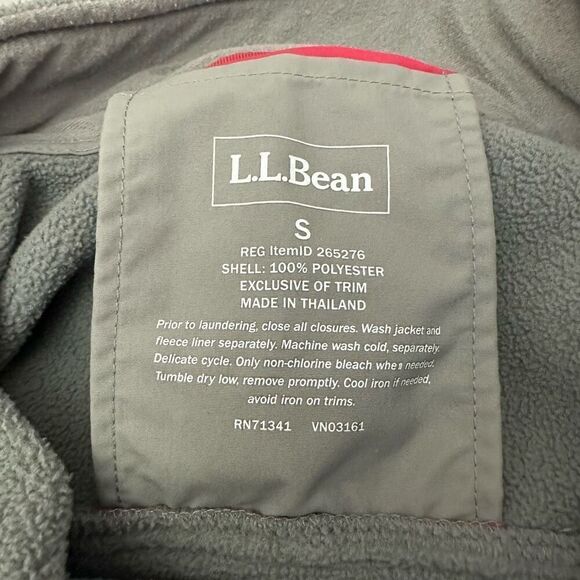 L.L.Bean
S
REG ItemID 265276
SHELL: 100% POLYESTER
EXCLUSIVE OF TRIM
MADE IN THAILAND
Prior to laundering, close all closures. Wash jacket and
fleece liner separately. Machine wash cold, separately.
Delicate cycle. Only non-chlorine bleach when needed.
Tumble dry low, remove promptly. Cool iron if needed,
avoid iron on trims.
RN71341 VN03161